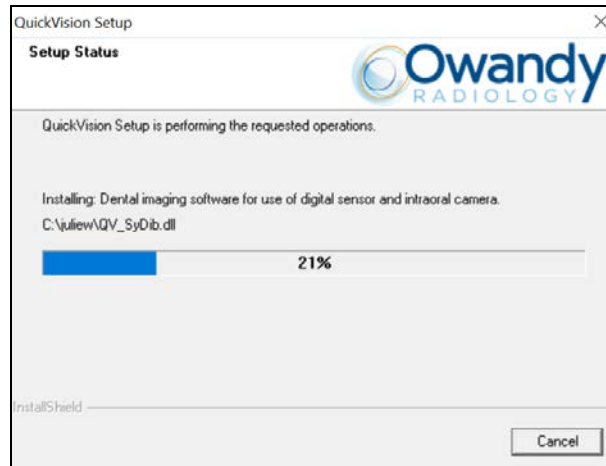 QuickVision Setup
Setup Status
Owandy
RADIOLOGY
QuickVision Setup is performing the requested operations.
Installing: Dental imaging software for use of digital sensor and intraoral camera.
C:\juliew\QV_SyDib.dll
21%
InstallShield
Cancel